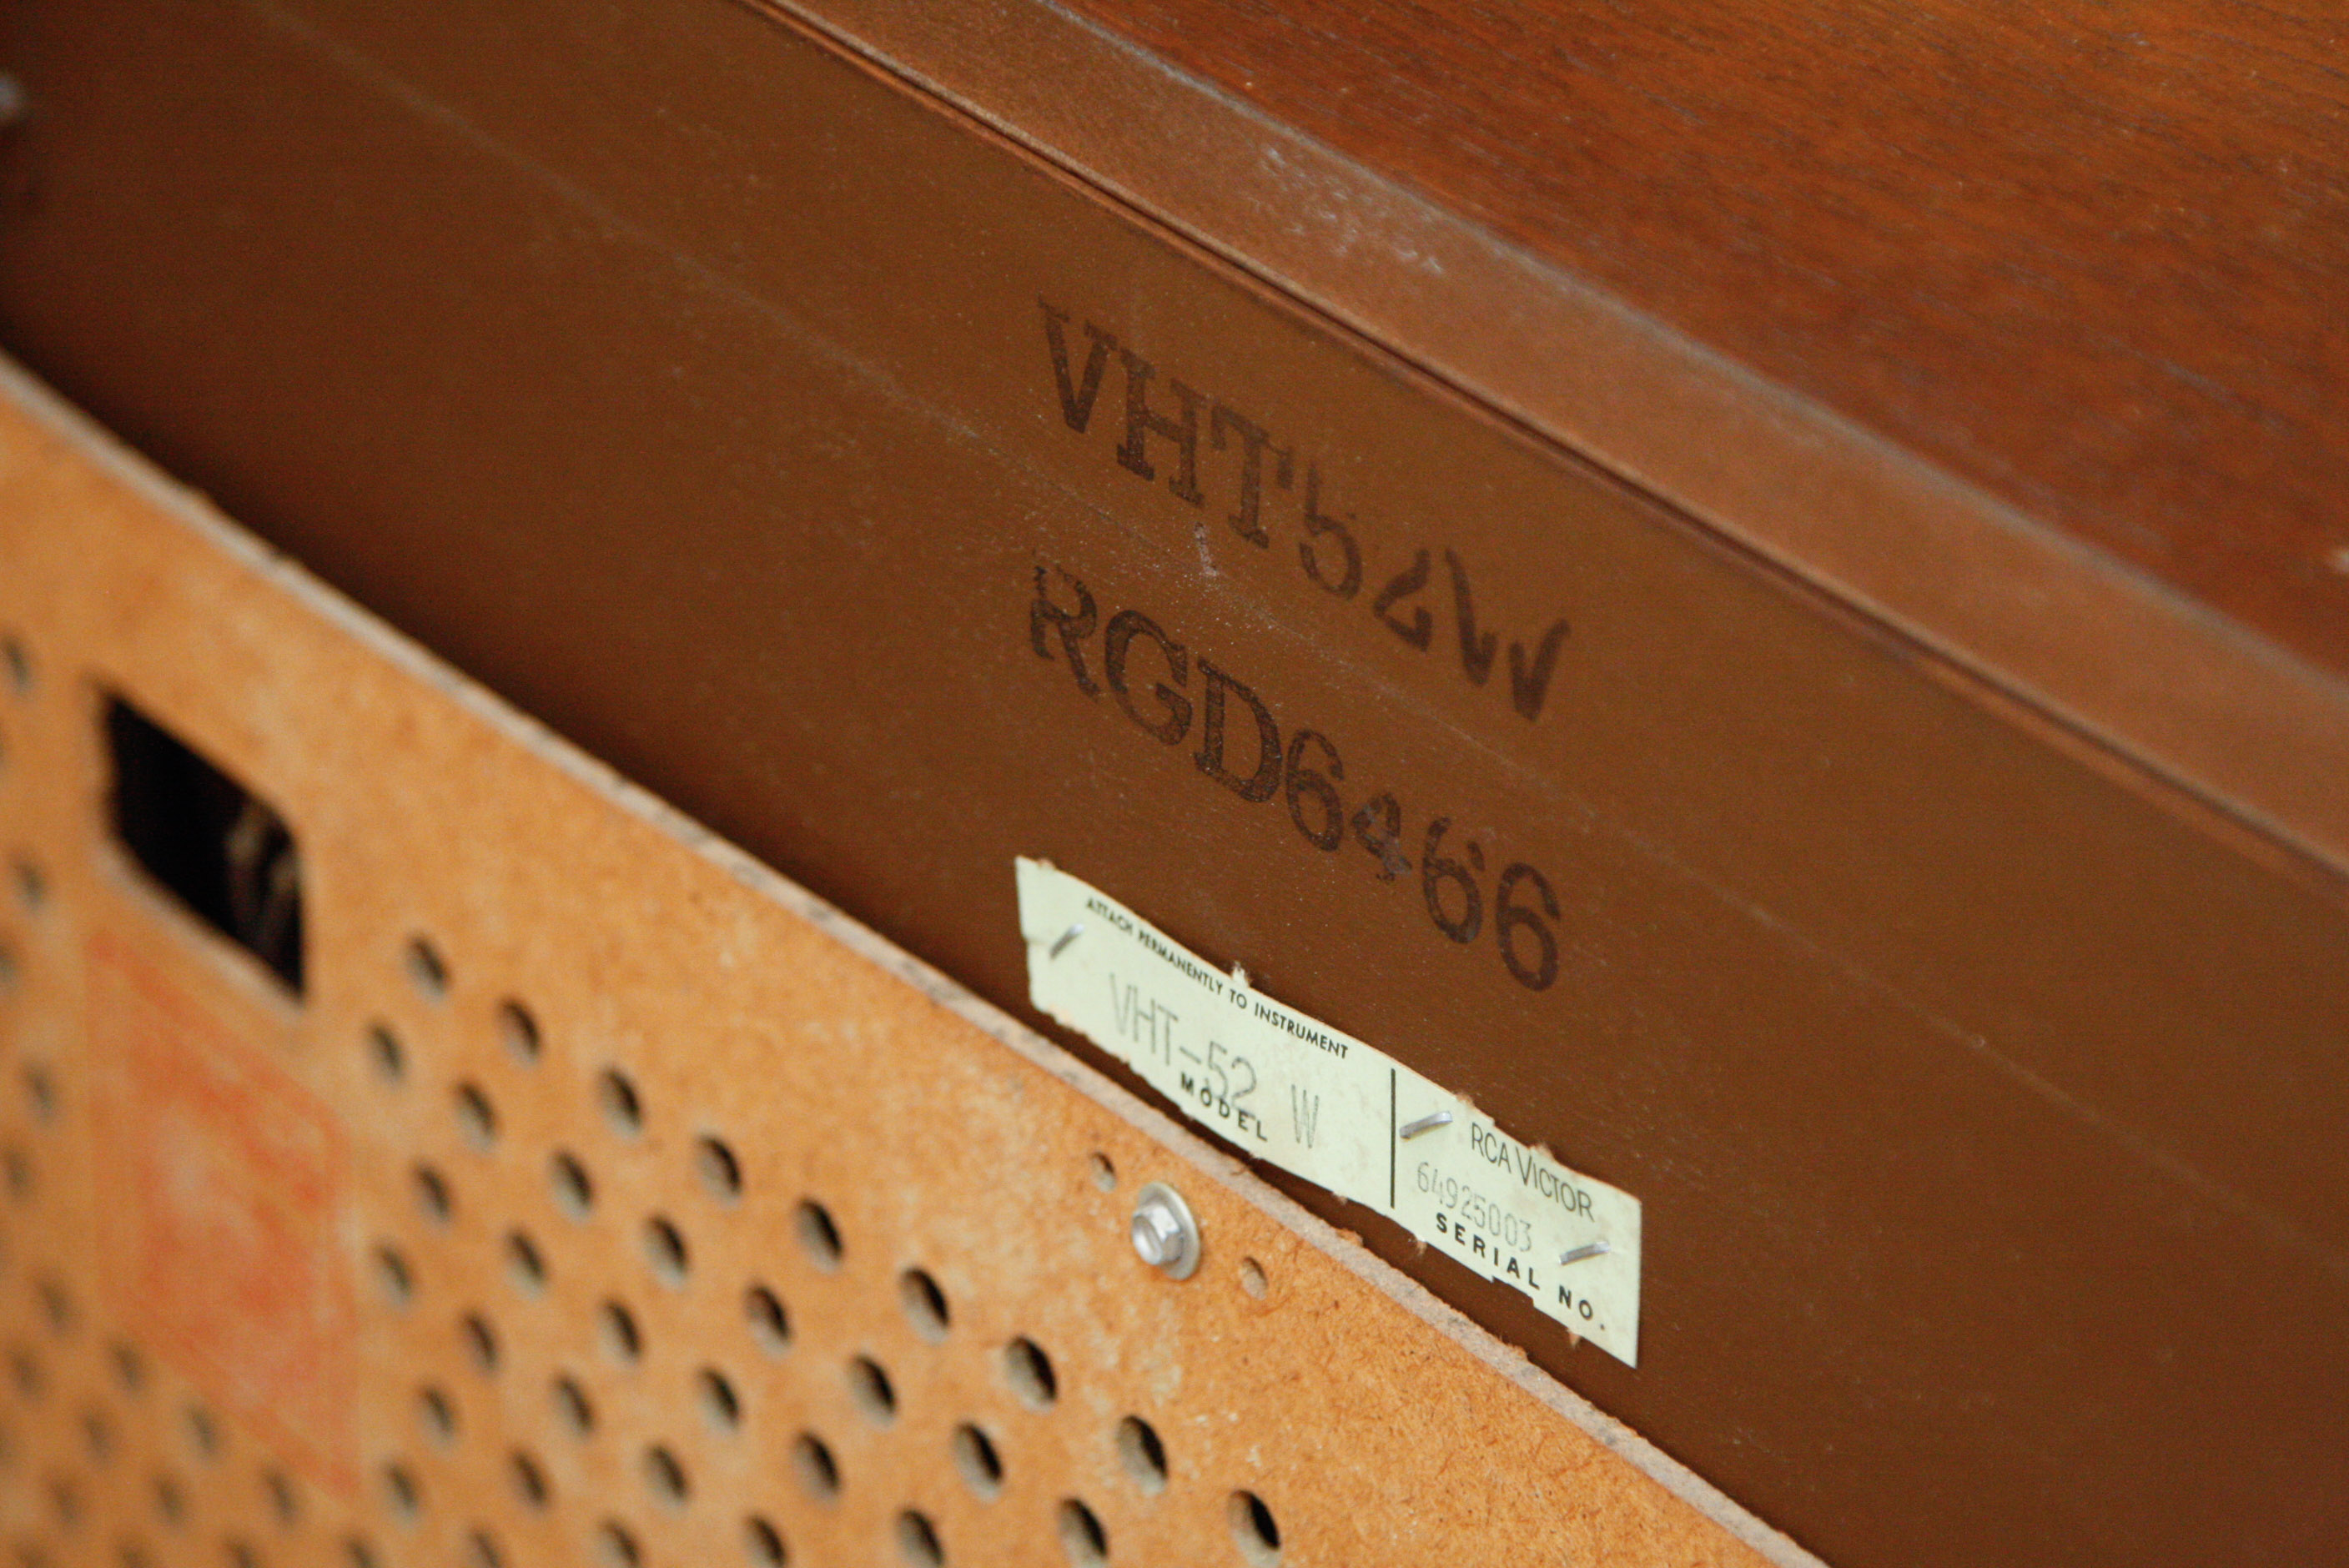 VHT52W
RGD6466
ATTACH PERMANENTLY TO INSTRUMENT
VHT-52 W
MODEL
RCA VICTOR
64925003
SERIAL NO.